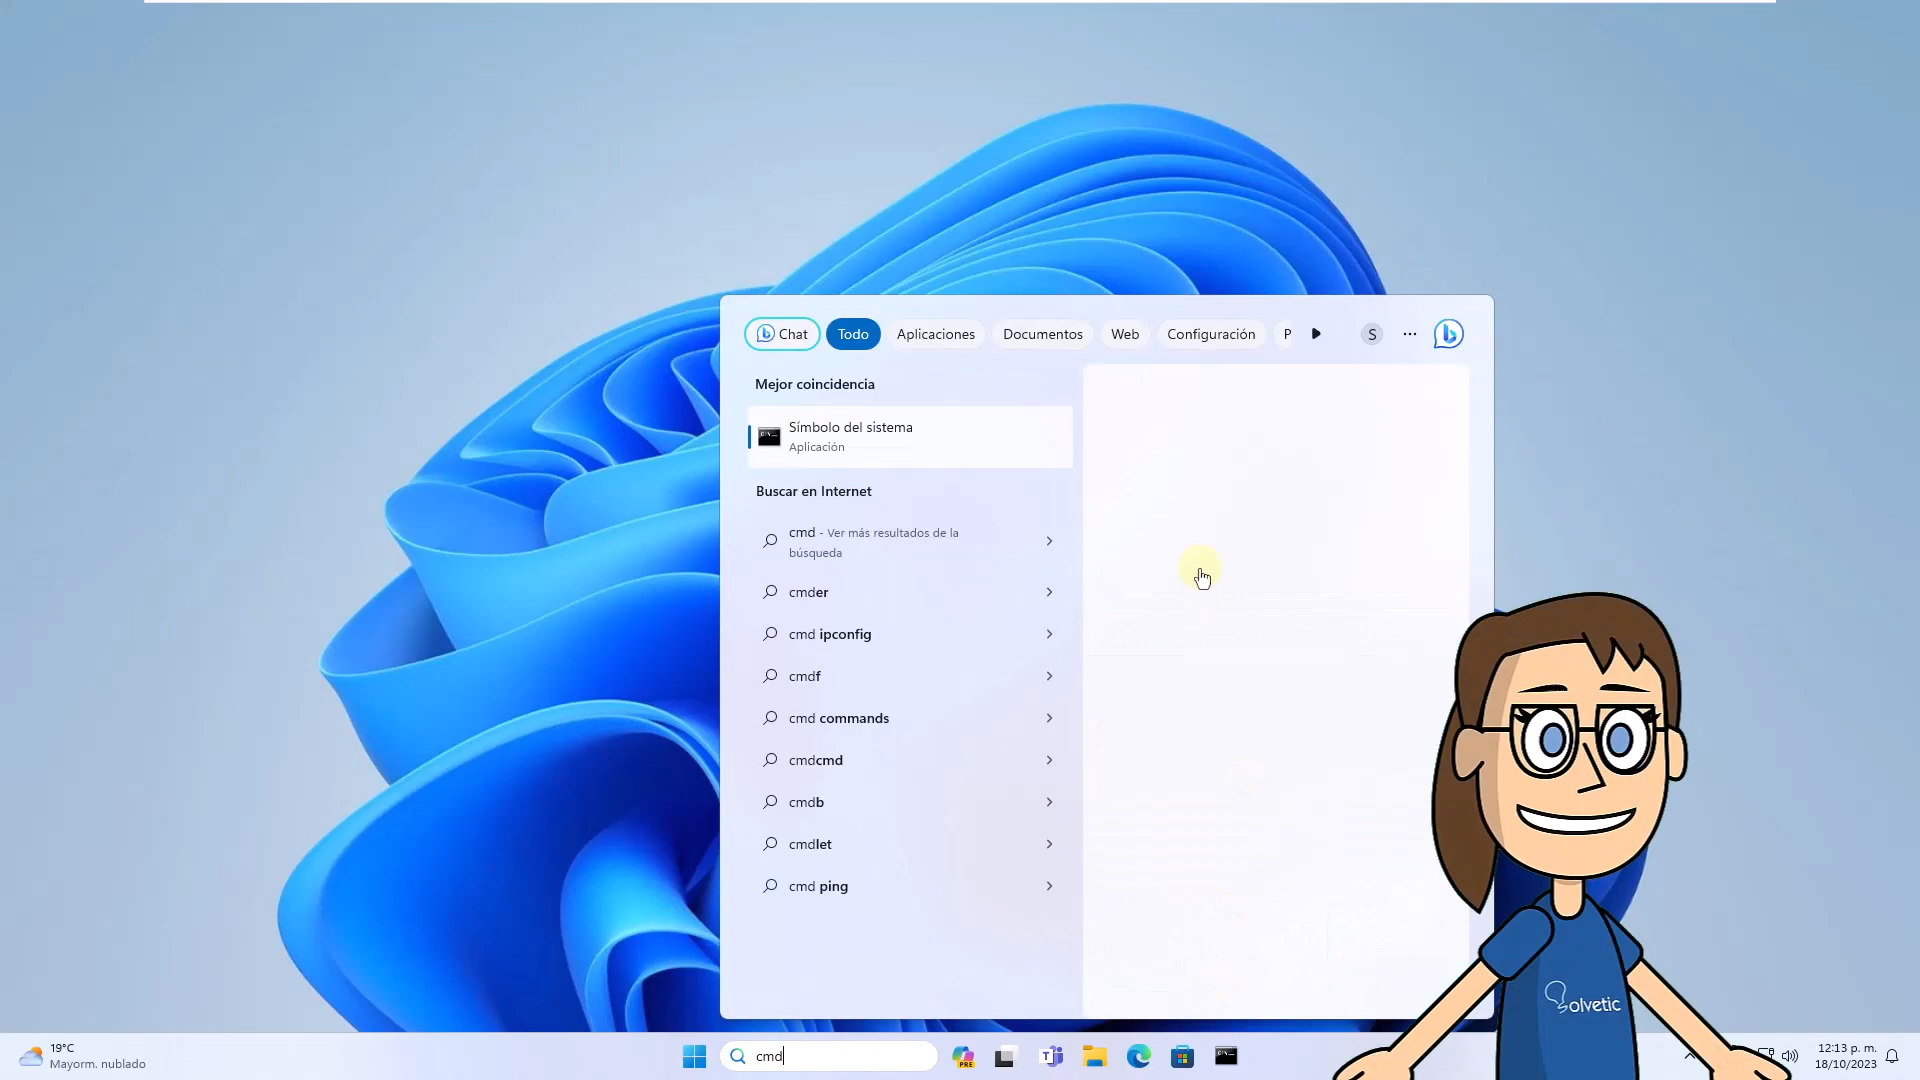 Chat
Todo
Aplicaciones
Documentos
Web
Configuración
P
S
Mejor coincidencia
Símbolo del sistema
Aplicación
Buscar en Internet
cmd - Ver más resultados de la
búsqueda
cmder
cmd ipconfig
cmdf
cmd commands
cmdcmd
cmdb
cmdlet
cmd ping
Solvetic
19°C
Mayorm. nublado
cmd
PRE
12:13 p. m.
18/10/2023